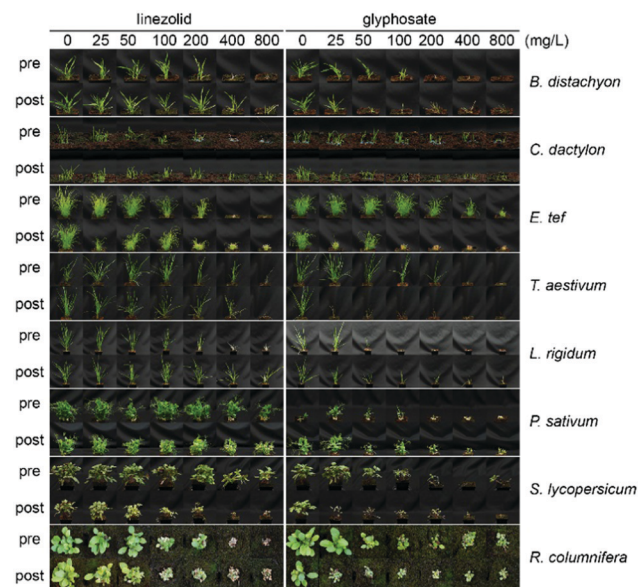 linezolid glyphosate
0 25 50 100 200 400 800 0 25 50 100 200 400 800 (mg/L)
pre
post
B. distachyon
pre
post
C. dactylon
pre
post
E. tef
pre
post
T. aestivum
pre
post
L. rigidum
pre
post
P. sativum
pre
post
S. lycopersicum
pre
post
R. columnifera